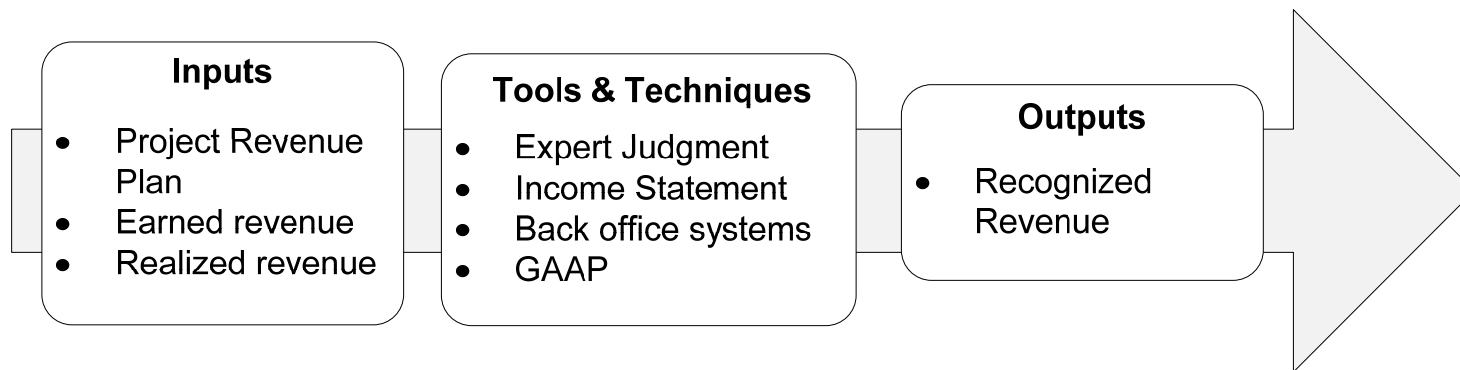 Inputs
• Project Revenue
Plan
• Earned revenue
• Realized revenue
Tools & Techniques
• Expert Judgment
• Income Statement
• Back office systems
• GAAP
Outputs
• Recognized
Revenue